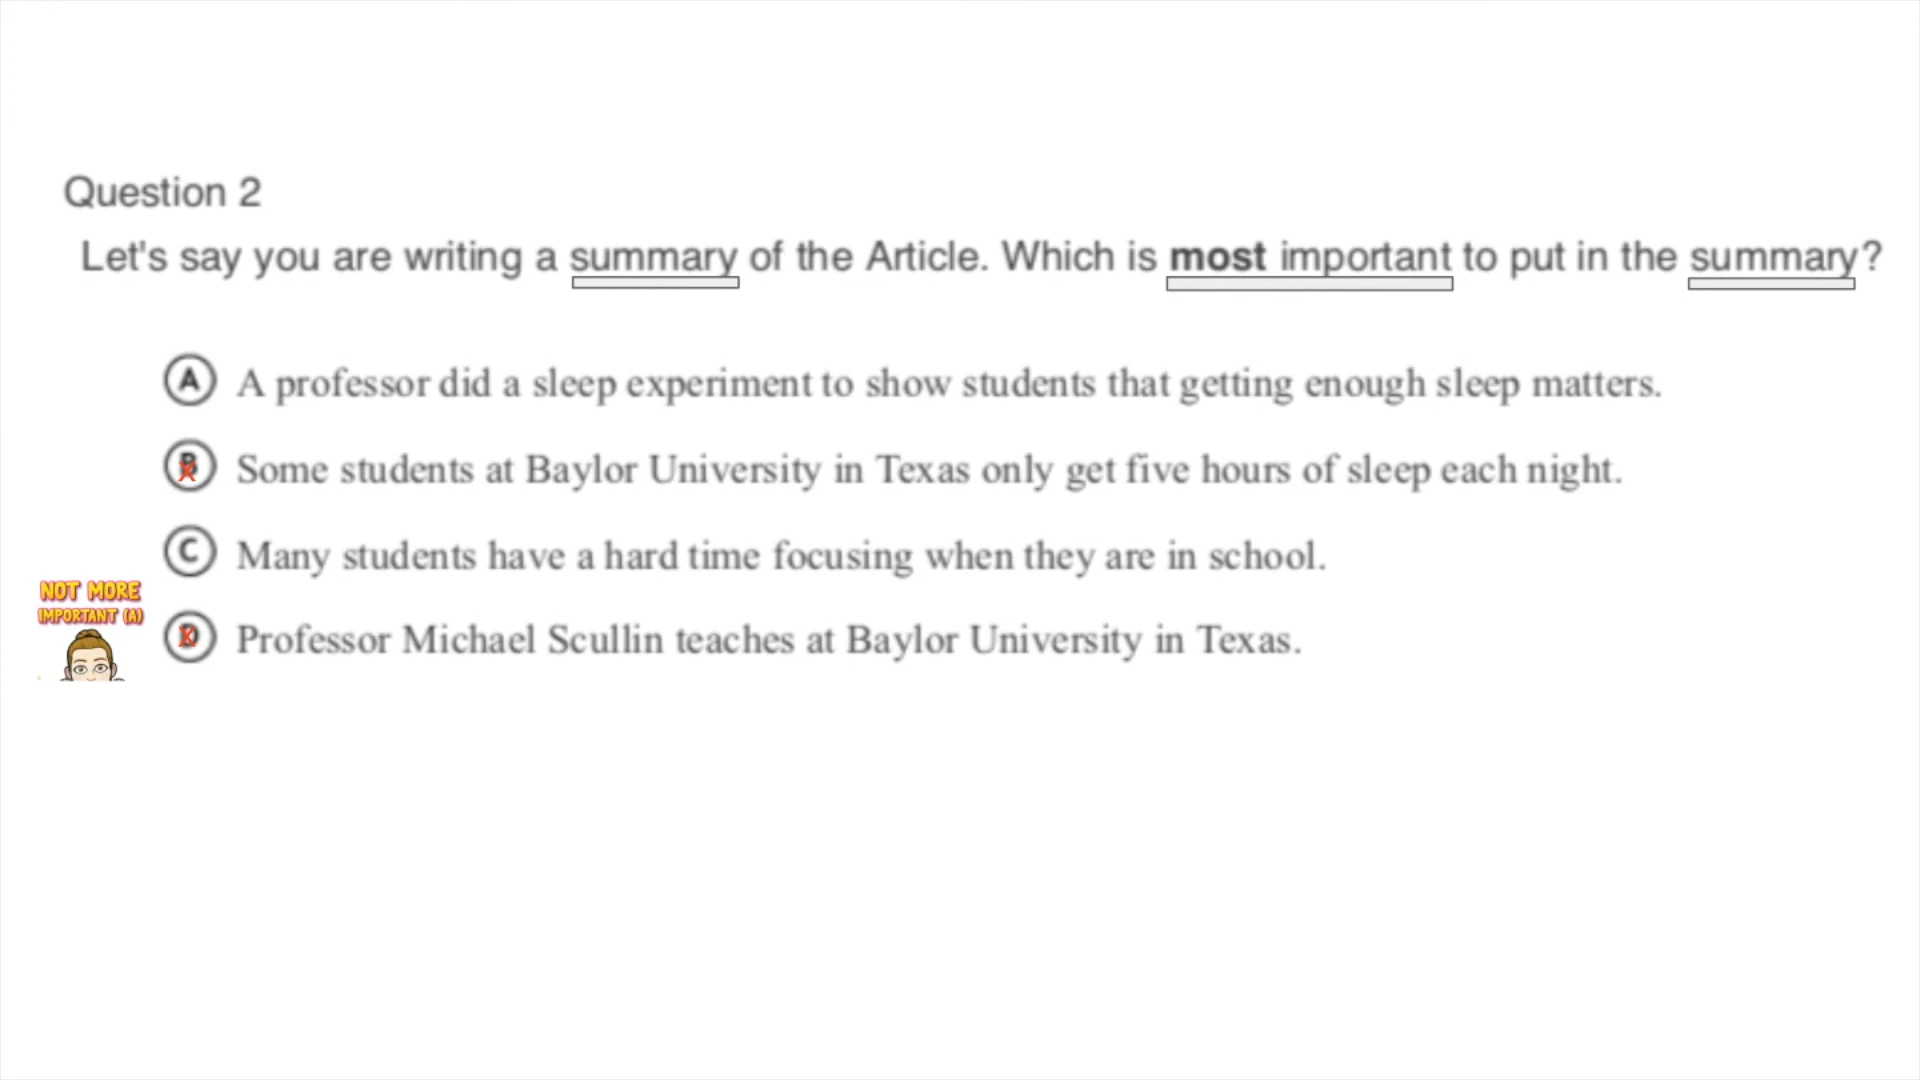 Question 2
Let's say you are writing a summary of the Article. Which is most important to put in the summary?
A A professor did a sleep experiment to show students that getting enough sleep matters.
B Some students at Baylor University in Texas only get five hours of sleep each night.
C Many students have a hard time focusing when they are in school.
NOT MORE
IMPORTANT (A)
D Professor Michael Scullin teaches at Baylor University in Texas.